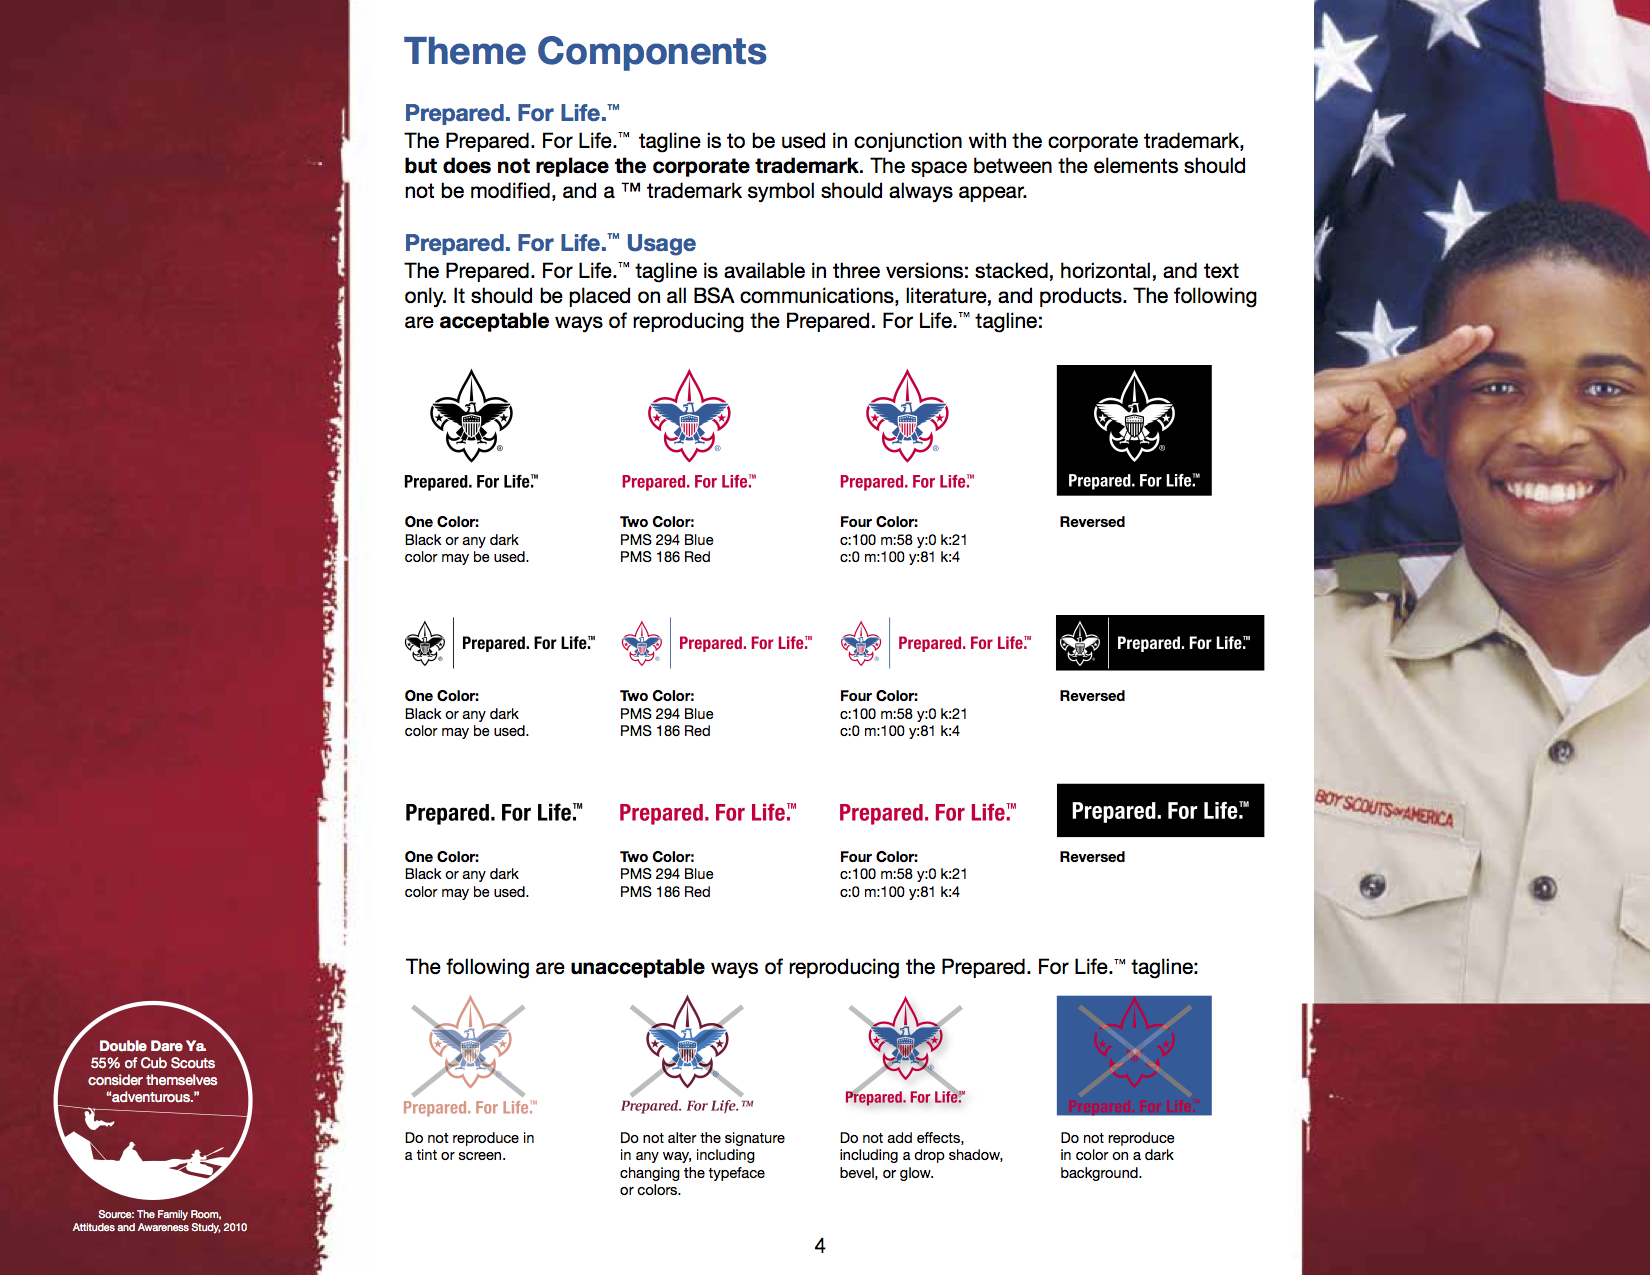 Theme Components
Prepared. For Life.™
The Prepared. For Life.™ tagline is to be used in conjunction with the corporate trademark,
but does not replace the corporate trademark. The space between the elements should
not be modified, and a ™ trademark symbol should always appear.
Prepared. For Life.™ Usage
The Prepared. For Life.™ tagline is available in three versions: stacked, horizontal, and text
only. It should be placed on all BSA communications, literature, and products. The following
are acceptable ways of reproducing the Prepared. For Life.™ tagline:
®
®
®
®
Prepared. For Life.™
Prepared. For Life.™
Prepared. For Life.™
Prepared. For Life.™
One Color:
Black or any dark
color may be used.
Two Color:
PMS 294 Blue
PMS 186 Red
Four Color:
c:100 m:58 y:0 k:21
c:0 m:100 y:81 k:4
Reversed
Prepared. For Life.™
Prepared. For Life.™
Prepared. For Life.™
Prepared. For Life.™
One Color:
Black or any dark
color may be used.
Two Color:
PMS 294 Blue
PMS 186 Red
Four Color:
c:100 m:58 y:0 k:21
c:0 m:100 y:81 k:4
Reversed
Prepared. For Life.™
Prepared. For Life.™
Prepared. For Life.™
Prepared. For Life.™
One Color:
Black or any dark
color may be used.
Two Color:
PMS 294 Blue
PMS 186 Red
Four Color:
c:100 m:58 y:0 k:21
c:0 m:100 y:81 k:4
Reversed
The following are unacceptable ways of reproducing the Prepared. For Life.™ tagline:
Prepared. For Life.™
Prepared. For Life.™
Prepared. For Life.™
Prepared. For Life.™
Do not reproduce in
a tint or screen.
Do not alter the signature
in any way, including
changing the typeface
or colors.
Do not add effects,
including a drop shadow,
bevel, or glow.
Do not reproduce
in color on a dark
background.
Double Dare Ya.
55% of Cub Scouts
consider themselves
“adventurous.”
Source: The Family Room,
Attitudes and Awareness Study, 2010
BOY SCOUTS OF AMERICA
4